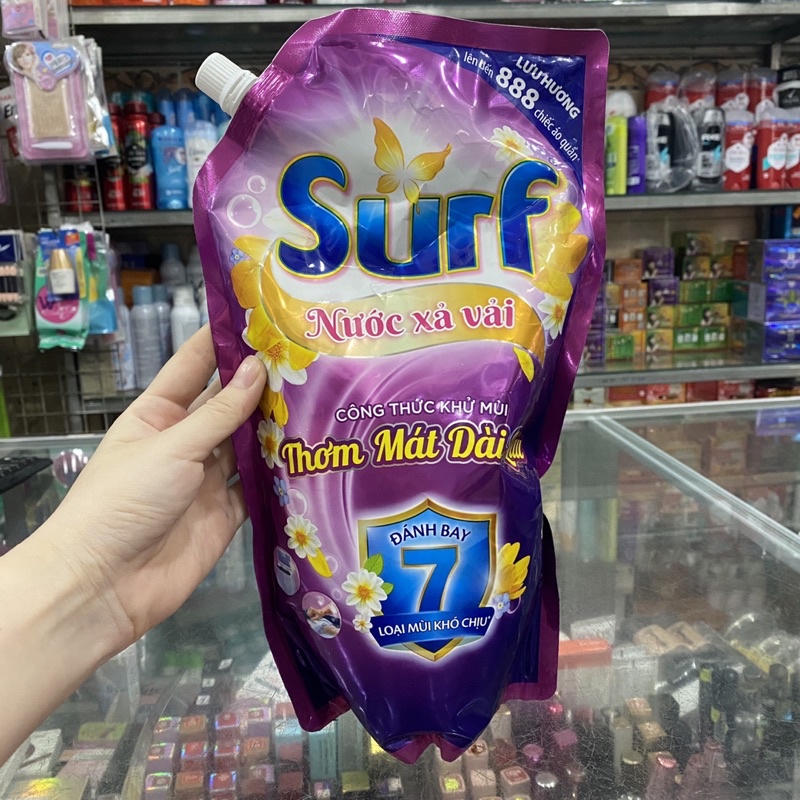 LƯU HƯƠNG
lên đến 888 chiếc áo quần*
Surf
Nước xả vải
CÔNG THỨC KHỬ MÙI
Thơm Mát Dài
ĐÁNH BAY
7
LOẠI MÙI KHÓ CHỊU*